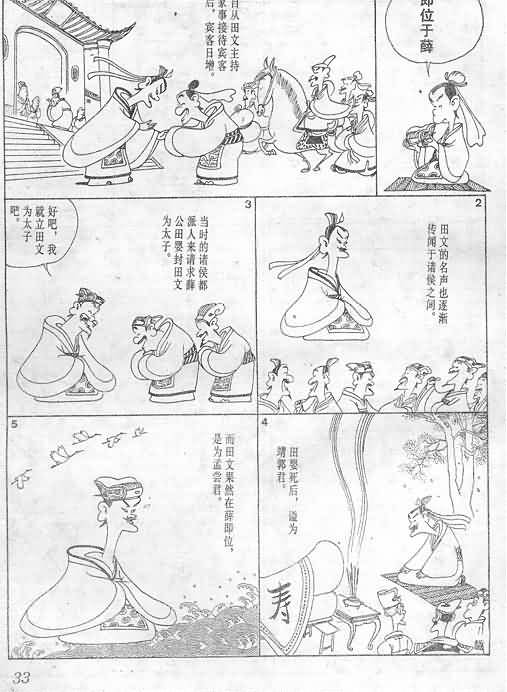 即位于薛
自从田文主持
家事接待宾客
后，宾客日增。
2
田文的名声也逐渐
传闻于诸侯之间。
3
当时的诸侯都
派人来请求薛
公田婴封田文
为太子。
好吧，我
就立田文
为太子
吧。
4
田婴死后，谥为
靖郭君。
寿
5
而田文果然在薛即位，
是为孟尝君。
33